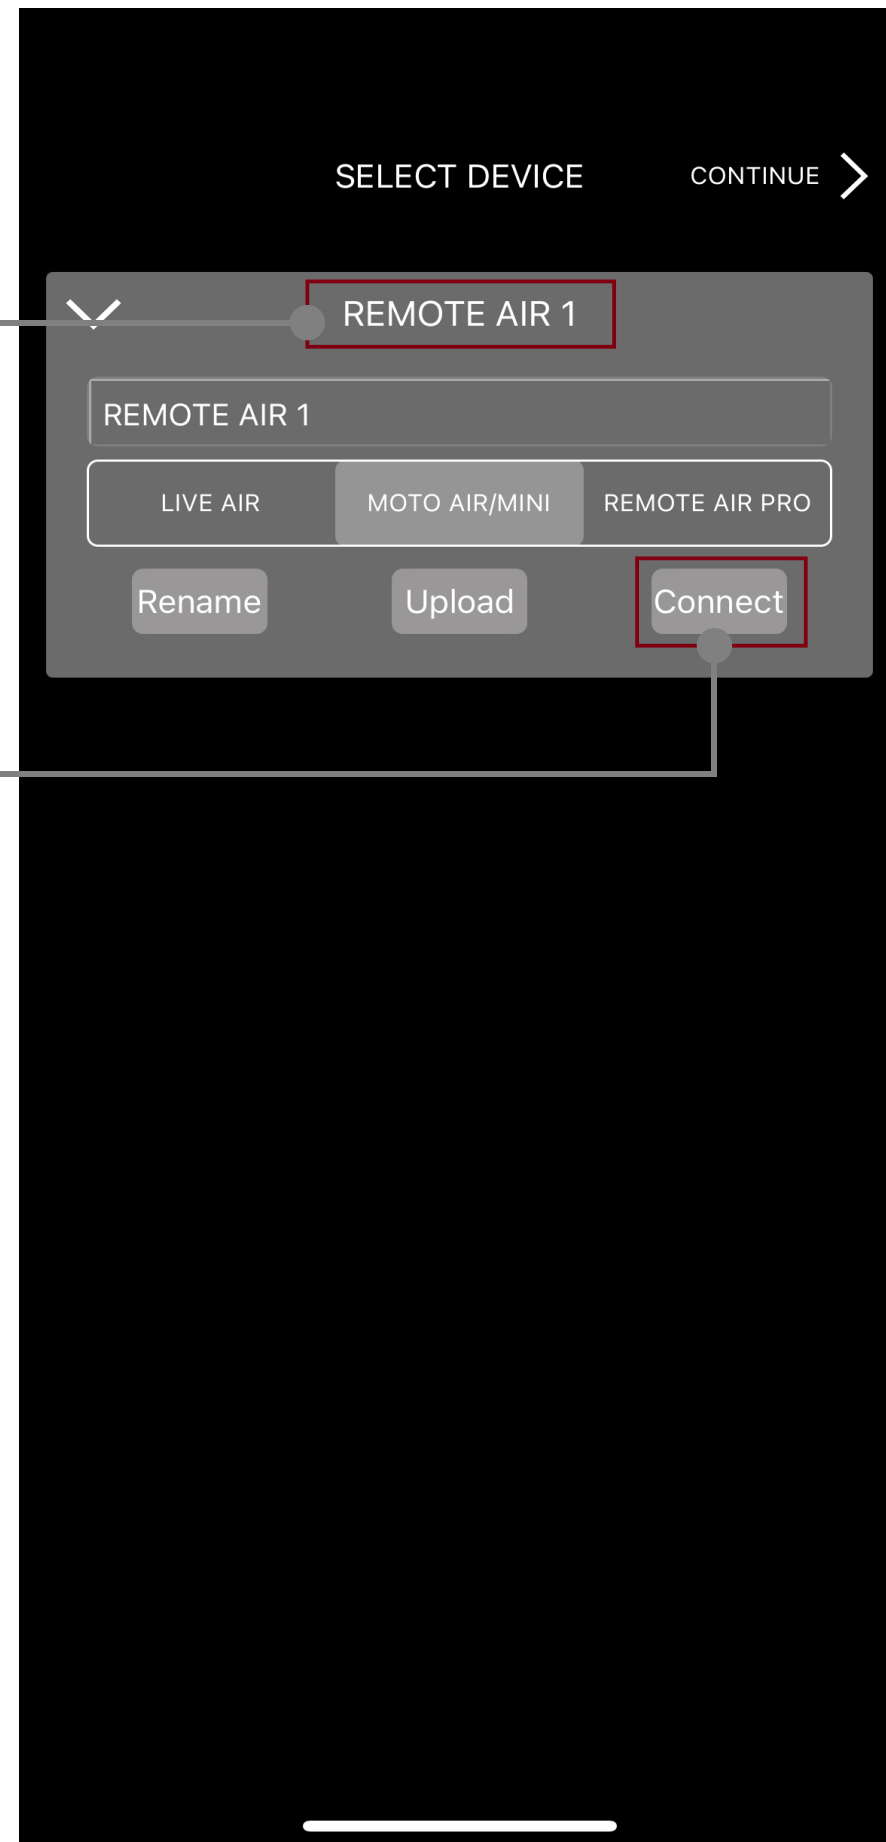 SELECT DEVICE CONTINUE
REMOTE AIR 1
REMOTE AIR 1
LIVE AIR MOTO AIR/MINI REMOTE AIR PRO
Rename Upload Connect